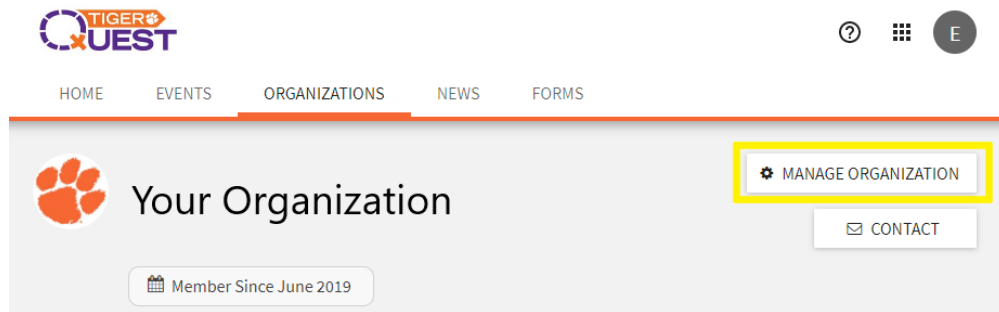 TIGER
QUEST
E
HOME EVENTS ORGANIZATIONS NEWS FORMS
Your Organization
MANAGE ORGANIZATION
CONTACT
Member Since June 2019